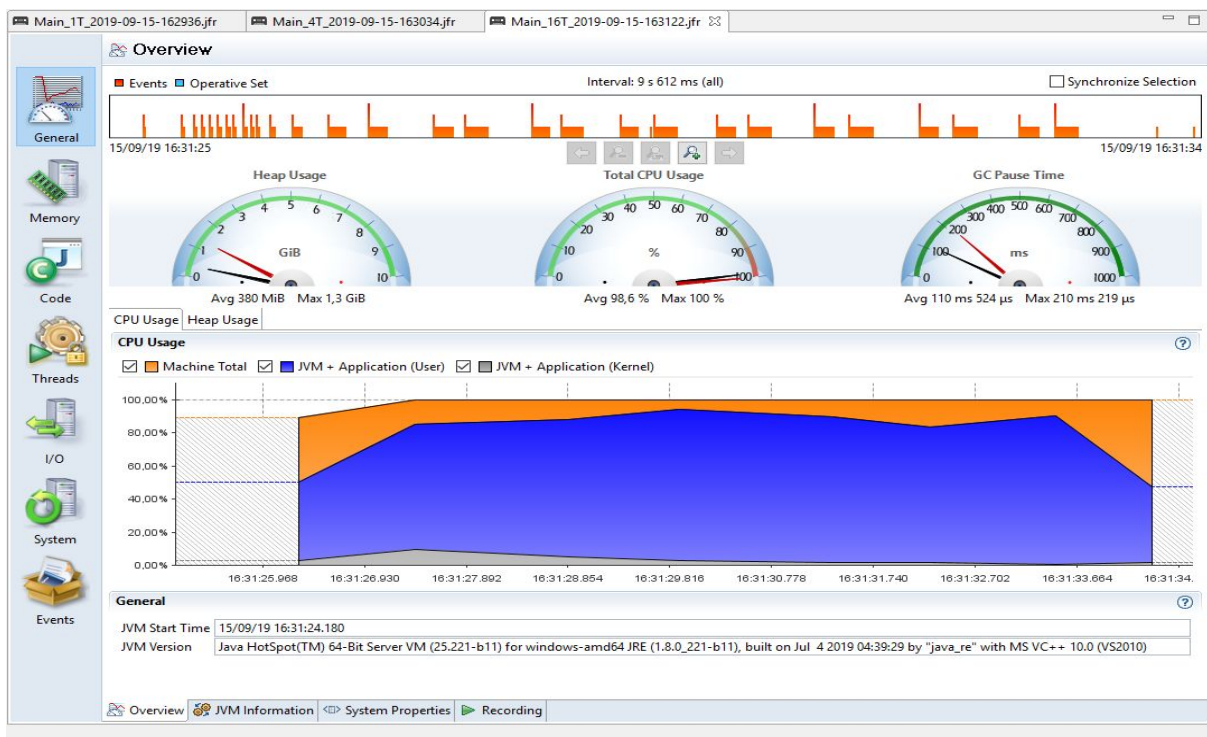 Main_1T_2019-09-15-162936.jfr Main_4T_2019-09-15-163034.jfr Main_16T_2019-09-15-163122.jfr
Overview
Events Operative Set Interval: 9 s 612 ms (all) Synchronize Selection
15/09/19 16:31:25 15/09/19 16:31:34
General
Memory
Code
Threads
I/O
System
Events
Heap Usage
0 1 2 3 4 5 6 7 8 9 10
GiB
Avg 380 MiB Max 1,3 GiB
Total CPU Usage
0 10 20 30 40 50 60 70 80 90 100
%
Avg 98,6 % Max 100 %
GC Pause Time
0 100 200 300 400 500 600 700 800 900 1000
ms
Avg 110 ms 524 µs Max 210 ms 219 µs
CPU Usage Heap Usage
CPU Usage
Machine Total JVM + Application (User) JVM + Application (Kernel)
100,00%
80,00%
60,00%
40,00%
20,00%
0,00%
16:31:25.968 16:31:26.930 16:31:27.892 16:31:28.854 16:31:29.816 16:31:30.778 16:31:31.740 16:31:32.702 16:31:33.664 16:31:34.
General
JVM Start Time 15/09/19 16:31:24.180
JVM Version Java HotSpot(TM) 64-Bit Server VM (25.221-b11) for windows-amd64 JRE (1.8.0_221-b11), built on Jul 4 2019 04:39:29 by "java_re" with MS VC++ 10.0 (VS2010)
Overview JVM Information System Properties Recording